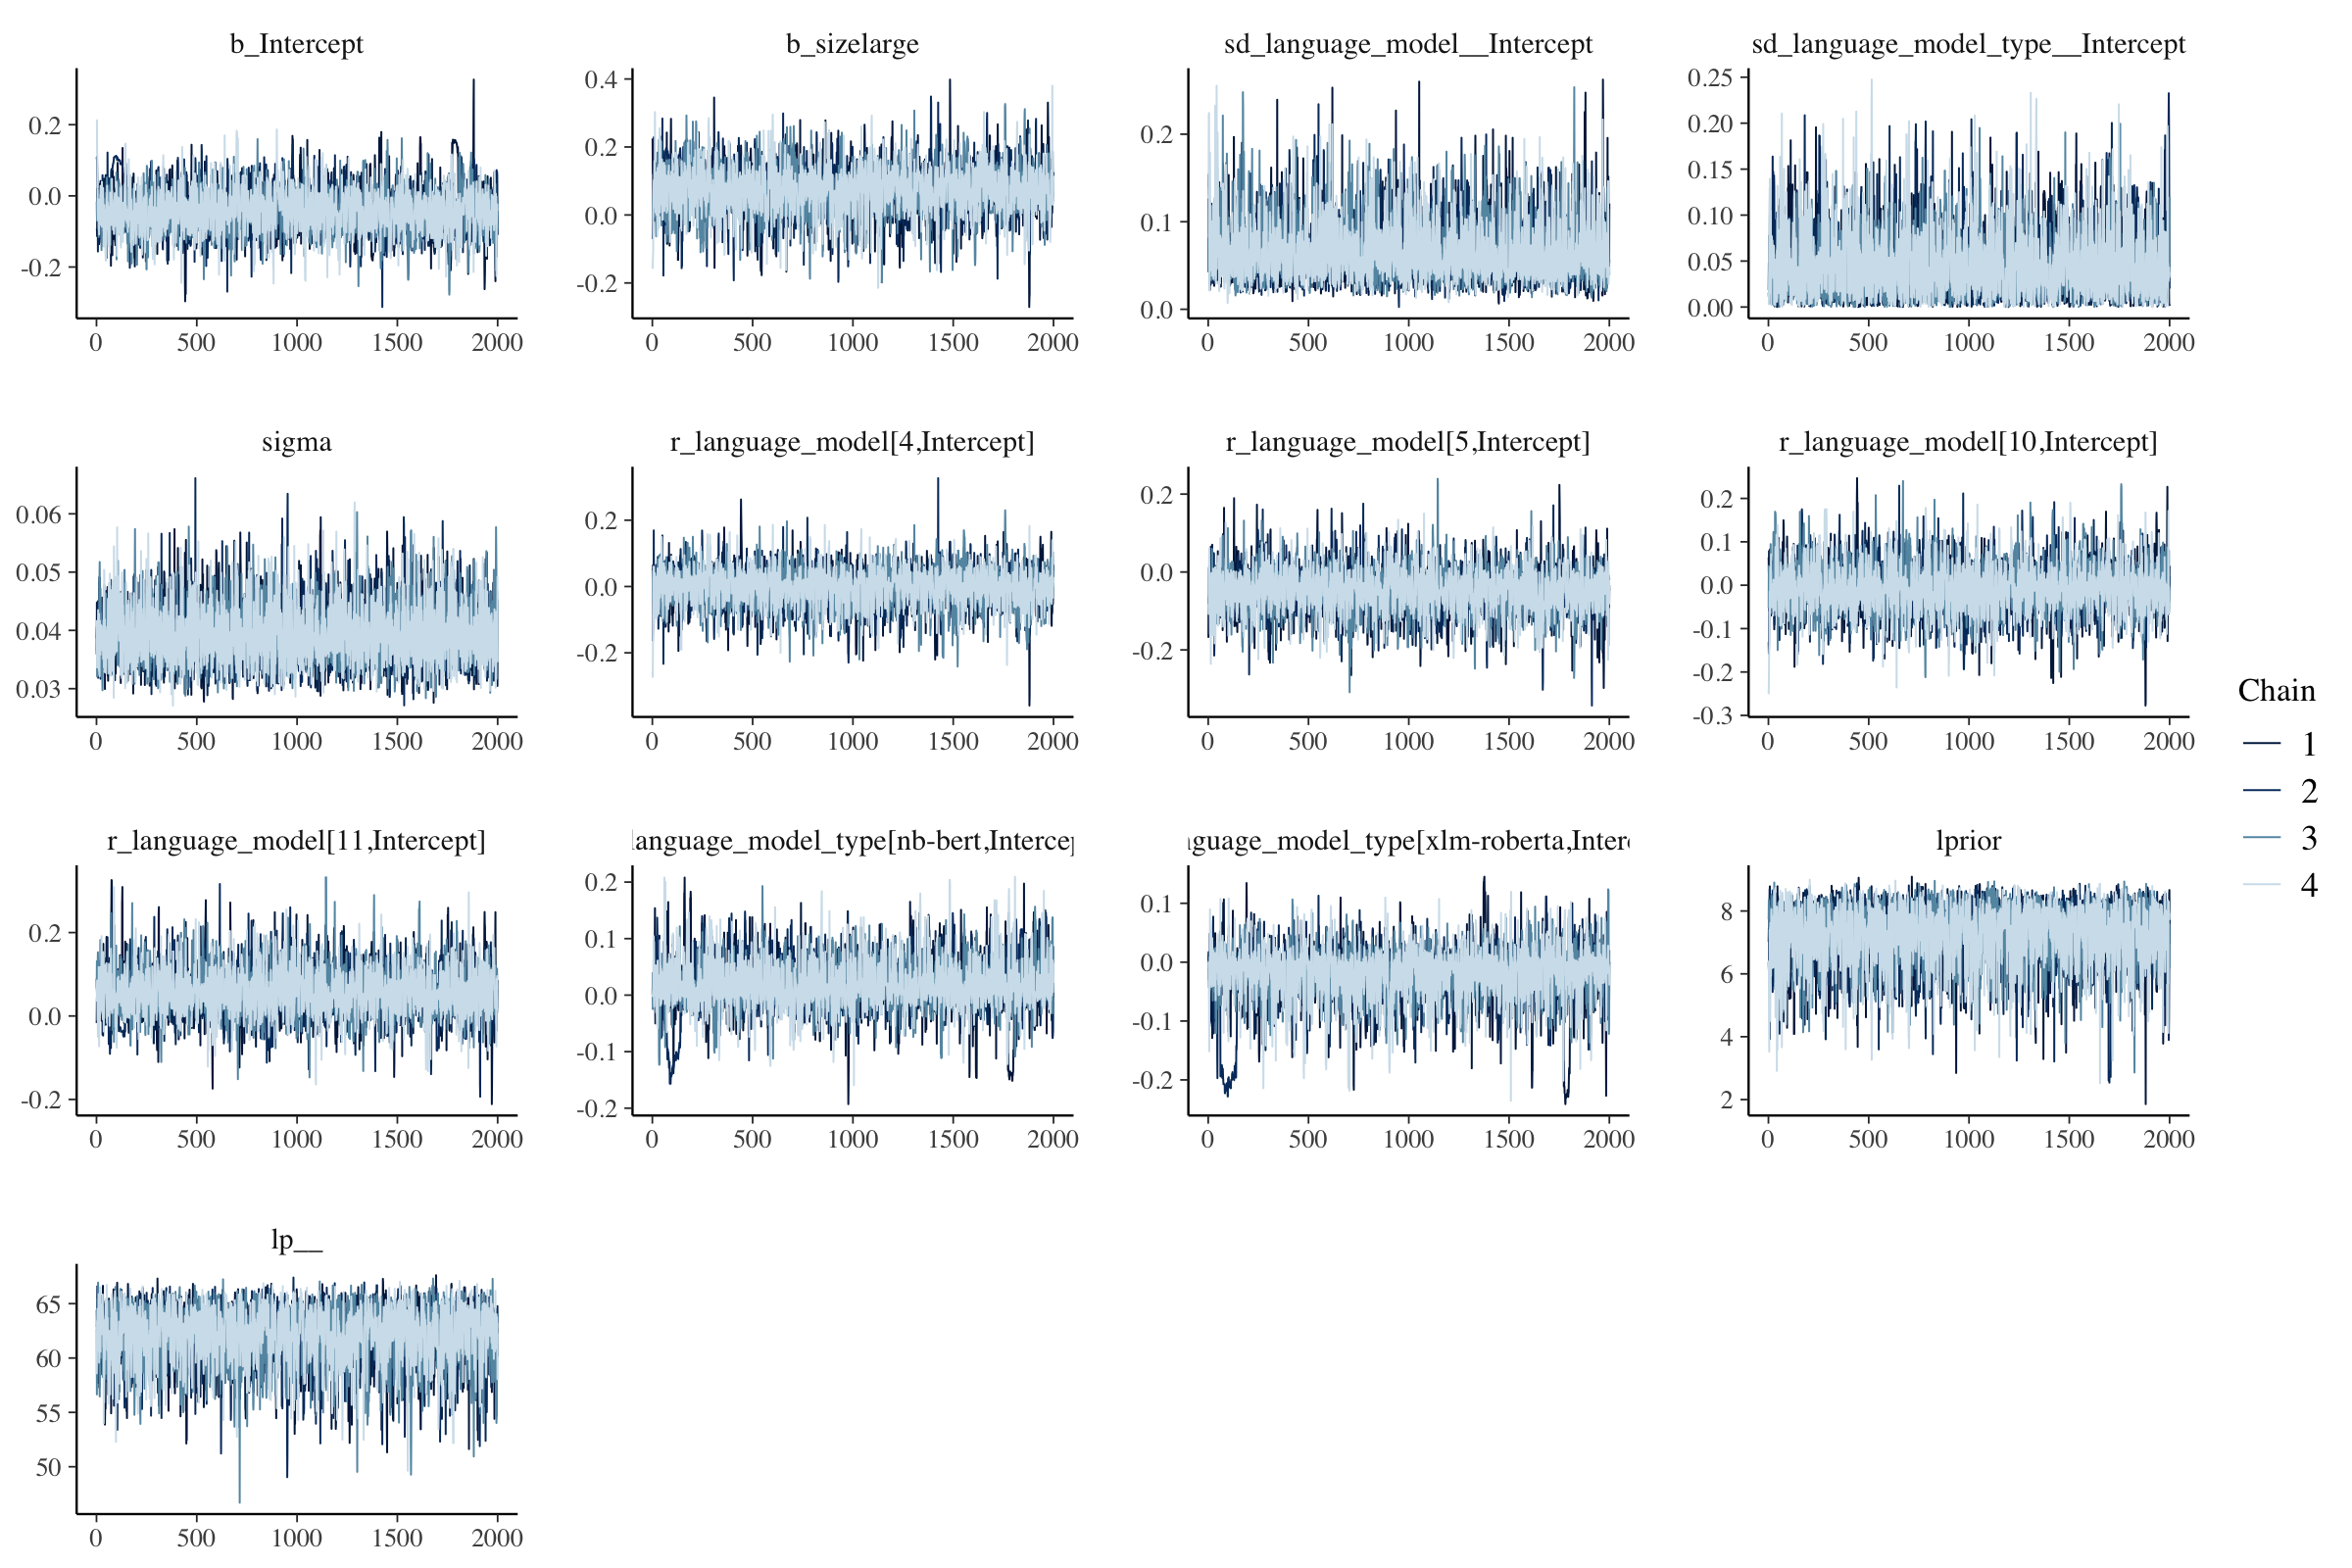 b_Intercept
b_sizelarge
sd_language_model__Intercept
sd_language_model_type__Intercept
0.2
0.0
-0.2
0 500 1000 1500 2000
0.4
0.2
0.0
-0.2
0 500 1000 1500 2000
0.2
0.1
0.0
0 500 1000 1500 2000
0.25
0.20
0.15
0.10
0.05
0.00
0 500 1000 1500 2000
sigma
r_language_model[4,Intercept]
r_language_model[5,Intercept]
r_language_model[10,Intercept]
0.06
0.05
0.04
0.03
0 500 1000 1500 2000
0.2
0.0
-0.2
0 500 1000 1500 2000
0.2
0.0
-0.2
0 500 1000 1500 2000
0.2
0.1
0.0
-0.1
-0.2
-0.3
0 500 1000 1500 2000
Chain
1
2
3
4
r_language_model[11,Intercept]
language_model_type[nb-bert,Intercep
nguage_model_type[xlm-roberta,Interc
lprior
0.2
0.0
-0.2
0 500 1000 1500 2000
0.2
0.1
0.0
-0.1
-0.2
0 500 1000 1500 2000
0.1
0.0
-0.1
-0.2
0 500 1000 1500 2000
8
6
4
2
0 500 1000 1500 2000
lp__
65
60
55
50
0 500 1000 1500 2000